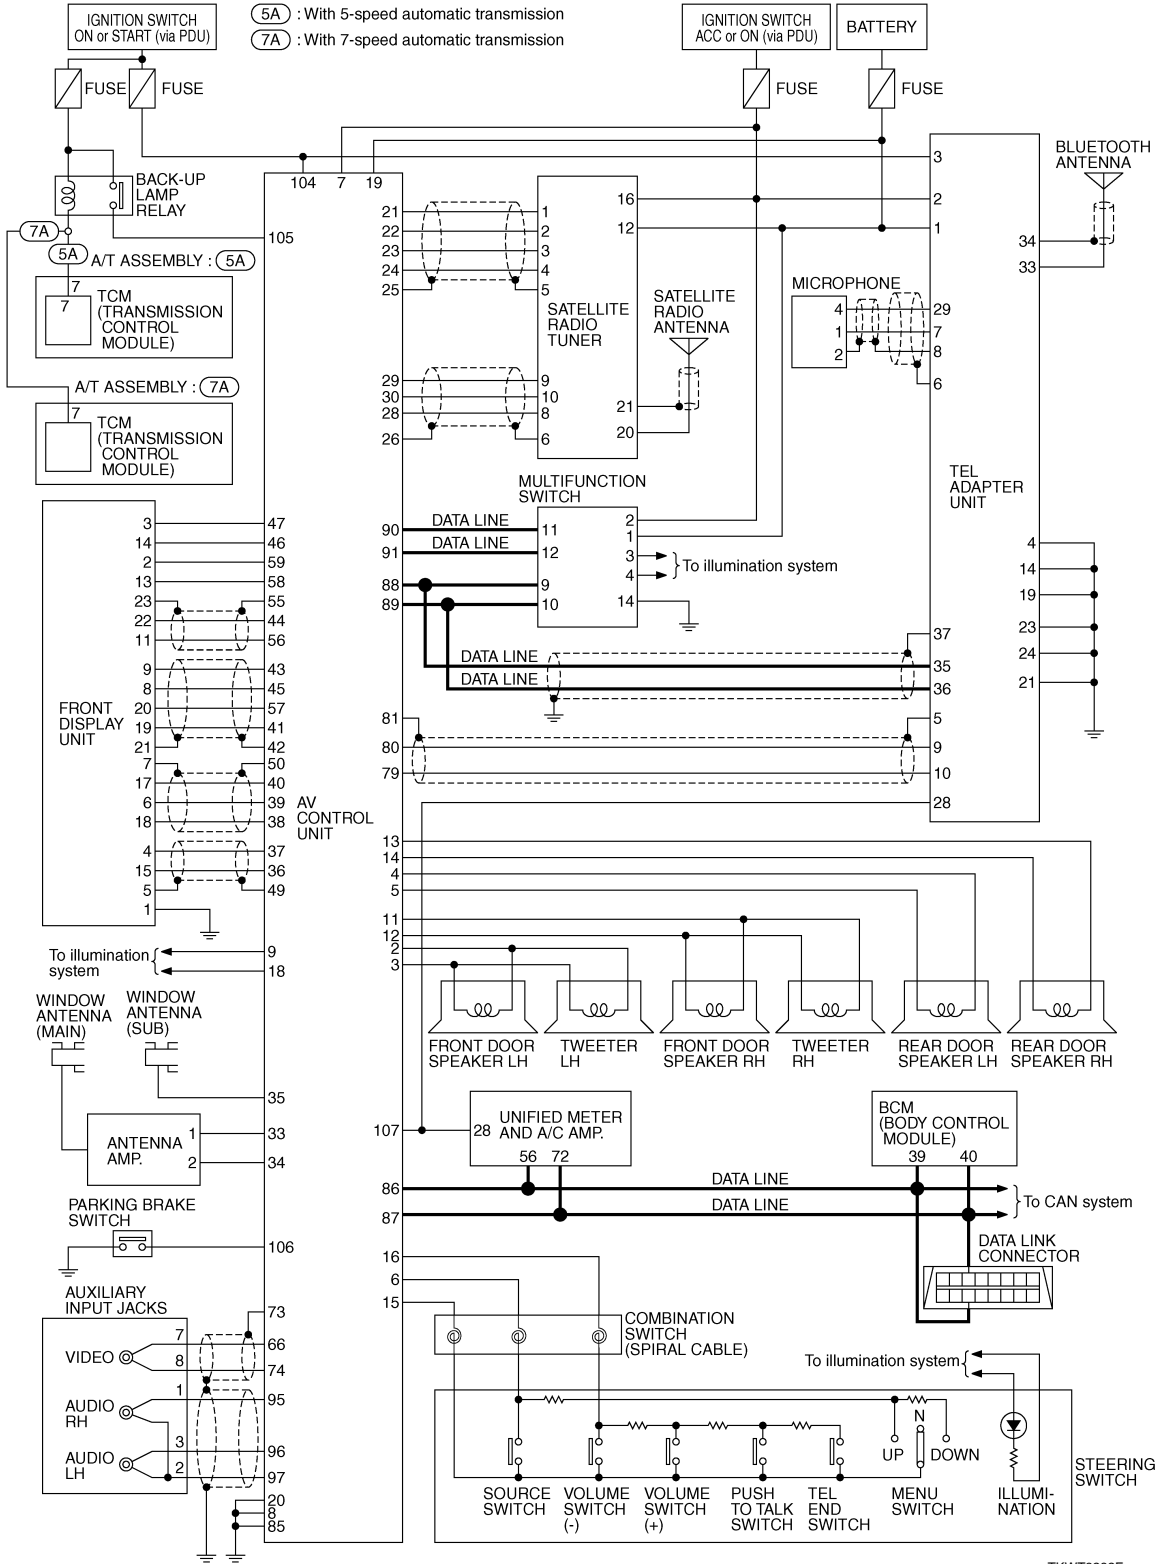 IGNITION SWITCH
ON or START (via PDU)
5A : With 5-speed automatic transmission
7A : With 7-speed automatic transmission
IGNITION SWITCH
ACC or ON (via PDU)
BATTERY
FUSE
FUSE
FUSE
FUSE
BACK-UP
LAMP
RELAY
7A
5A
A/T ASSEMBLY : 5A
7
7
TCM
(TRANSMISSION
CONTROL
MODULE)
A/T ASSEMBLY : 7A
7
TCM
(TRANSMISSION
CONTROL
MODULE)
104 7 19
105
21
22
23
24
25
29
30
28
26
1
2
3
4
5
9
10
8
6
SATELLITE
RADIO
TUNER
16
12
21
20
SATELLITE
RADIO
ANTENNA
MICROPHONE
4
1
2
3
2
1
29
7
8
6
34
33
BLUETOOTH
ANTENNA
TEL
ADAPTER
UNIT
4
14
19
23
24
21
37
35
36
5
9
10
28
MULTIFUNCTION
SWITCH
90 DATA LINE 11
91 DATA LINE 12
88 9
89 10
2
1
3
4
14
To illumination system
DATA LINE
DATA LINE
81
80
79
FRONT
DISPLAY
UNIT
3 47
14 46
2 59
13 58
23 55
22 44
11 56
9 43
8 45
20 57
19 41
21 42
7 50
17 40
6 39
18 38
4 37
15 36
5 49
1
AV
CONTROL
UNIT
To illumination
system
9
18
WINDOW
ANTENNA
(MAIN)
WINDOW
ANTENNA
(SUB)
35
ANTENNA
AMP.
1 33
2 34
PARKING BRAKE
SWITCH
106
AUXILIARY
INPUT JACKS
VIDEO
AUDIO
RH
AUDIO
LH
7
8
1
3
2
73
66
74
95
96
97
20
8
85
13
14
4
5
11
12
2
3
FRONT DOOR
SPEAKER LH
TWEETER
LH
FRONT DOOR
SPEAKER RH
TWEETER
RH
REAR DOOR
SPEAKER LH
REAR DOOR
SPEAKER RH
107
28
UNIFIED METER
AND A/C AMP.
56 72
BCM
(BODY CONTROL
MODULE)
39 40
86
DATA LINE
87
DATA LINE
To CAN system
DATA LINK
CONNECTOR
16
6
15
COMBINATION
SWITCH
(SPIRAL CABLE)
To illumination system
N
UP
DOWN
STEERING
SWITCH
SOURCE
SWITCH
VOLUME
SWITCH
(-)
VOLUME
SWITCH
(+)
PUSH
TO TALK
SWITCH
TEL
END
SWITCH
MENU
SWITCH
ILLUMI-
NATION